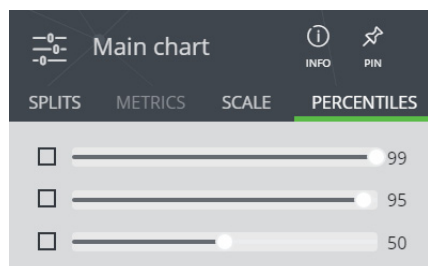 Main chart
INFO PIN
SPLITS METRICS SCALE PERCENTILES
99
95
50